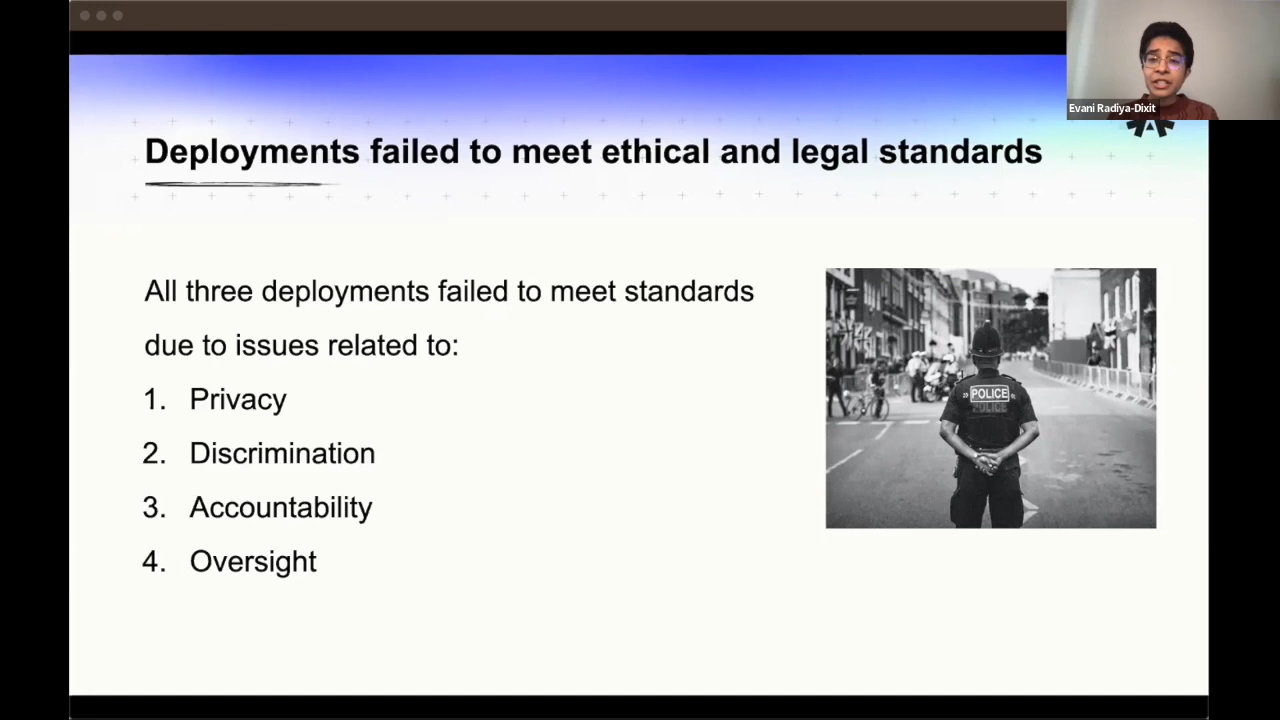 Evani Radiya-Dixit
Deployments failed to meet ethical and legal standards
All three deployments failed to meet standards
due to issues related to:
1. Privacy
2. Discrimination
3. Accountability
4. Oversight
POLICE
POLICE